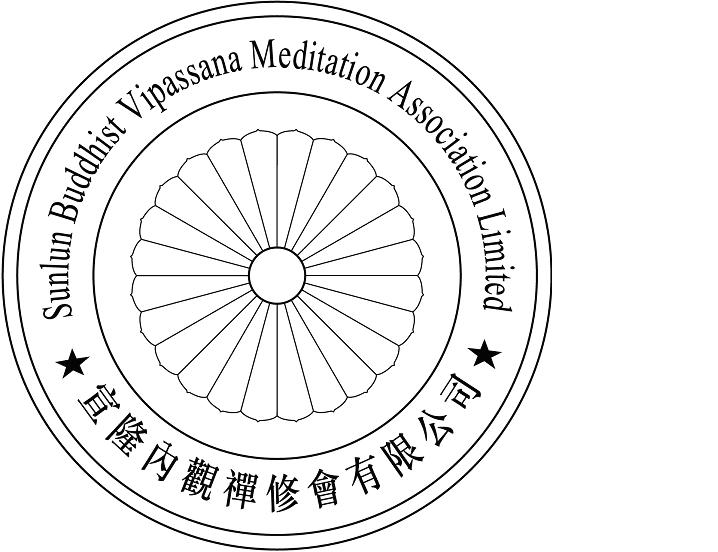 Sunlun Buddhist Vipassana Meditation Association Limited
★ 宣隆內觀禪修會有限公司 ★